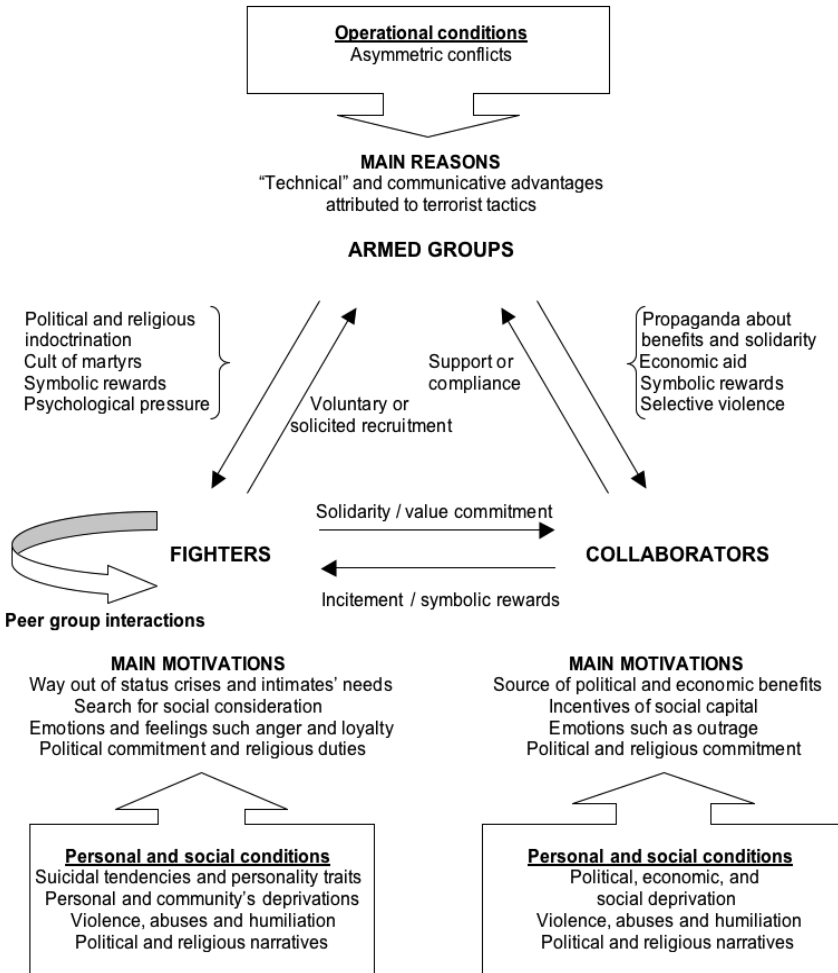 Operational conditions
Asymmetric conflicts
MAIN REASONS
“Technical” and communicative advantages
attributed to terrorist tactics
ARMED GROUPS
Political and religious
indoctrination
Cult of martyrs
Symbolic rewards
Psychological pressure
Voluntary or
solicited recruitment
Support or
compliance
Propaganda about
benefits and solidarity
Economic aid
Symbolic rewards
Selective violence
Solidarity / value commitment
FIGHTERS
COLLABORATORS
Incitement / symbolic rewards
Peer group interactions
MAIN MOTIVATIONS
Way out of status crises and intimates’ needs
Search for social consideration
Emotions and feelings such anger and loyalty
Political commitment and religious duties
MAIN MOTIVATIONS
Source of political and economic benefits
Incentives of social capital
Emotions such as outrage
Political and religious commitment
Personal and social conditions
Suicidal tendencies and personality traits
Personal and community’s deprivations
Violence, abuses and humiliation
Political and religious narratives
Personal and social conditions
Political, economic, and
social deprivation
Violence, abuses and humiliation
Political and religious narratives